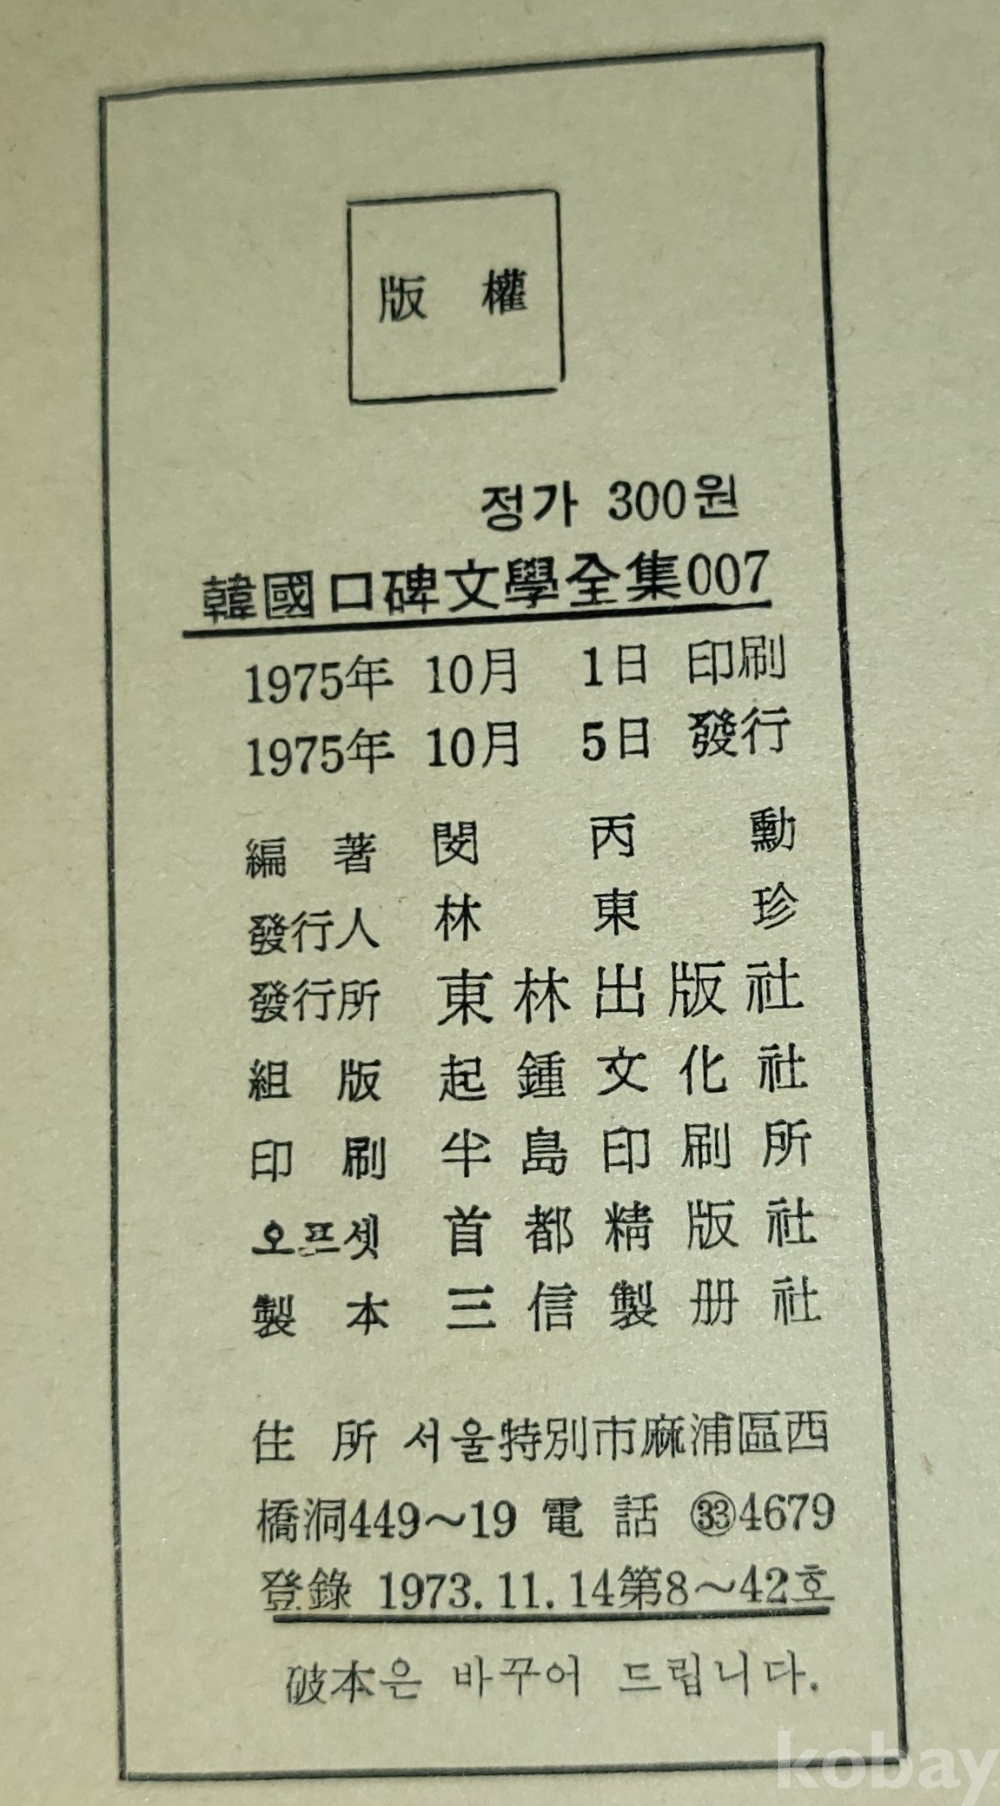 版 權
정가 300원
韓國口碑文學全集007
1975年 10月 1日 印刷
1975年 10月 5日 發行
編 著 閔 丙 勳
發行人 林 東 珍
發行所 東林出版社
組 版 起鍾文化社
印 刷 半島印刷所
오프셋 首都精版社
製 本 三信製册社
住 所 서울特別市麻浦區西
橋洞449～19 電 話 ㉝4679
登錄 1973.11.14第8～42호
破本은 바꾸어 드립니다.
kobay